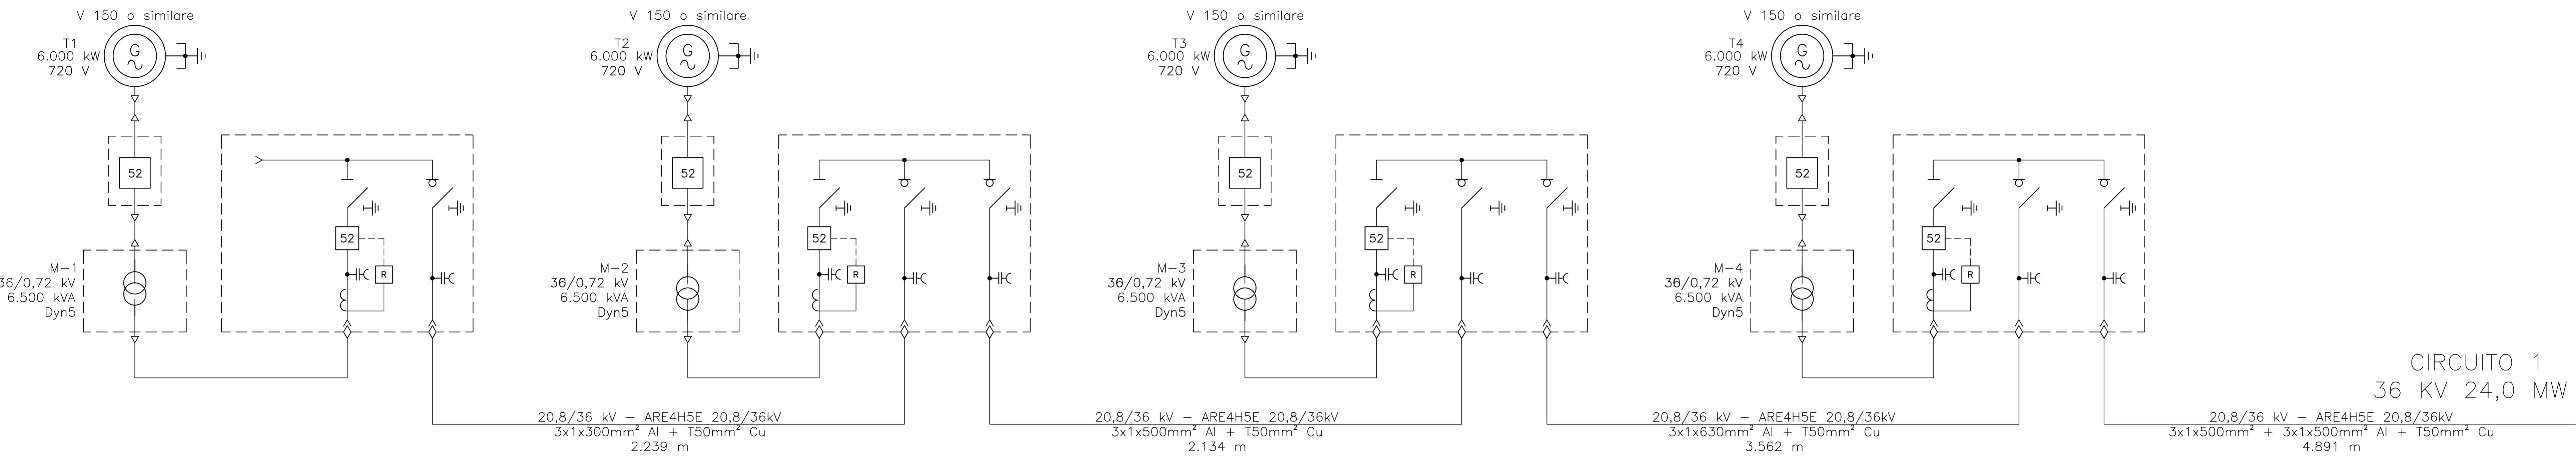 V 150 o similare
T1
6.000 kW
720 V
G
52
52
R
M-1
36/0,72 kV
6.500 kVA
Dyn5
20,8/36 kV - ARE4H5E 20,8/36kV
3x1x300mm² Al + T50mm² Cu
2.239 m
V 150 o similare
T2
6.000 kW
720 V
G
52
52
R
M-2
36/0,72 kV
6.500 kVA
Dyn5
20,8/36 kV - ARE4H5E 20,8/36kV
3x1x500mm² Al + T50mm² Cu
2.134 m
V 150 o similare
T3
6.000 kW
720 V
G
52
52
R
M-3
36/0,72 kV
6.500 kVA
Dyn5
20,8/36 kV - ARE4H5E 20,8/36kV
3x1x630mm² Al + T50mm² Cu
3.562 m
V 150 o similare
T4
6.000 kW
720 V
G
52
52
R
M-4
36/0,72 kV
6.500 kVA
Dyn5
CIRCUITO 1
36 KV 24,0 MW
20,8/36 kV - ARE4H5E 20,8/36kV
3x1x500mm² + 3x1x500mm² Al + T50mm² Cu
4.891 m